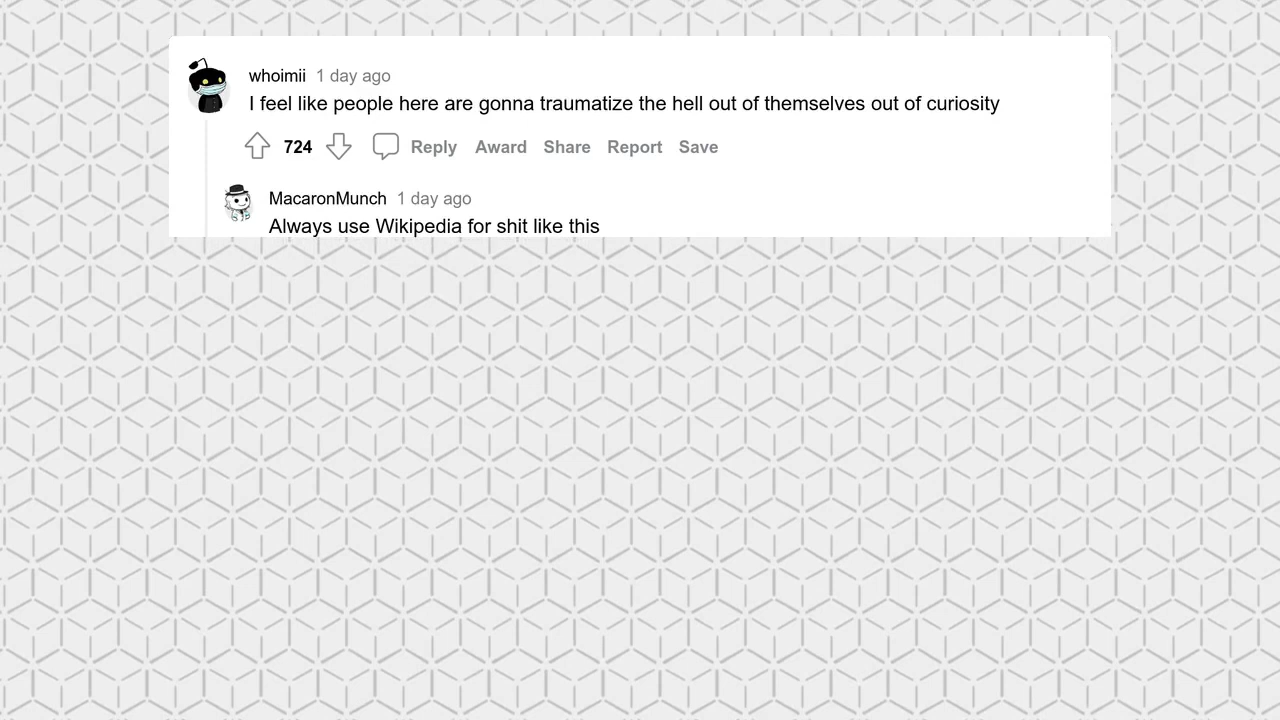 whoimii 1 day ago
I feel like people here are gonna traumatize the hell out of themselves out of curiosity
724 Reply Award Share Report Save
MacaronMunch 1 day ago
Always use Wikipedia for shit like this